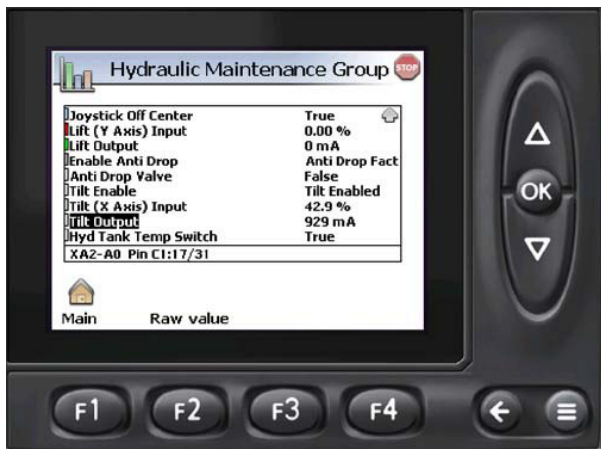 Hydraulic Maintenance Group
STOP
Joystick Off Center True
Lift (Y Axis) Input 0.00 %
Lift Output 0 mA
Enable Anti Drop Anti Drop Fact
Anti Drop Valve False
Tilt Enable Tilt Enabled
Tilt (X Axis) Input 42.9 %
Tilt Output 929 mA
Hyd Tank Temp Switch True
XA2-A0 Pin C1:17/31
Main Raw value
OK
F1 F2 F3 F4